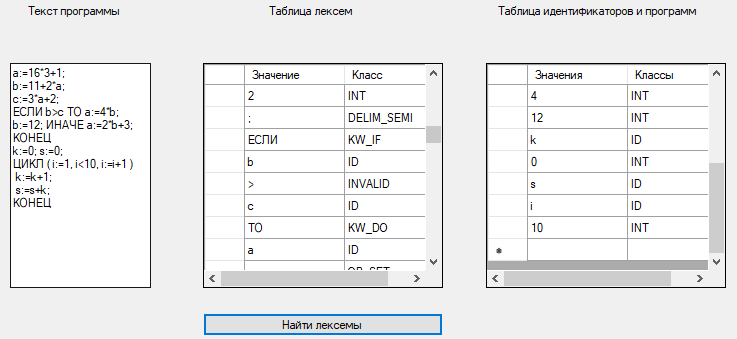 Текст программы
Таблица лексем
Таблица идентификаторов и программ
a:=16*3+1;
b:=11+2*a;
c:=3*a+2;
ЕСЛИ b>c ТО a:=4*b;
b:=12; ИНАЧЕ a:=2*b+3;
КОНЕЦ
k:=0; s:=0;
ЦИКЛ ( i:=1, i<10, i:=i+1 )
k:=k+1;
s:=s+k;
КОНЕЦ
Значение Класс
2 INT
; DELIM_SEMI
ЕСЛИ KW_IF
b ID
> INVALID
c ID
ТО KW_DO
a ID
OP_SET
Значения Классы
4 INT
12 INT
k ID
0 INT
s ID
i ID
10 INT
Найти лексемы